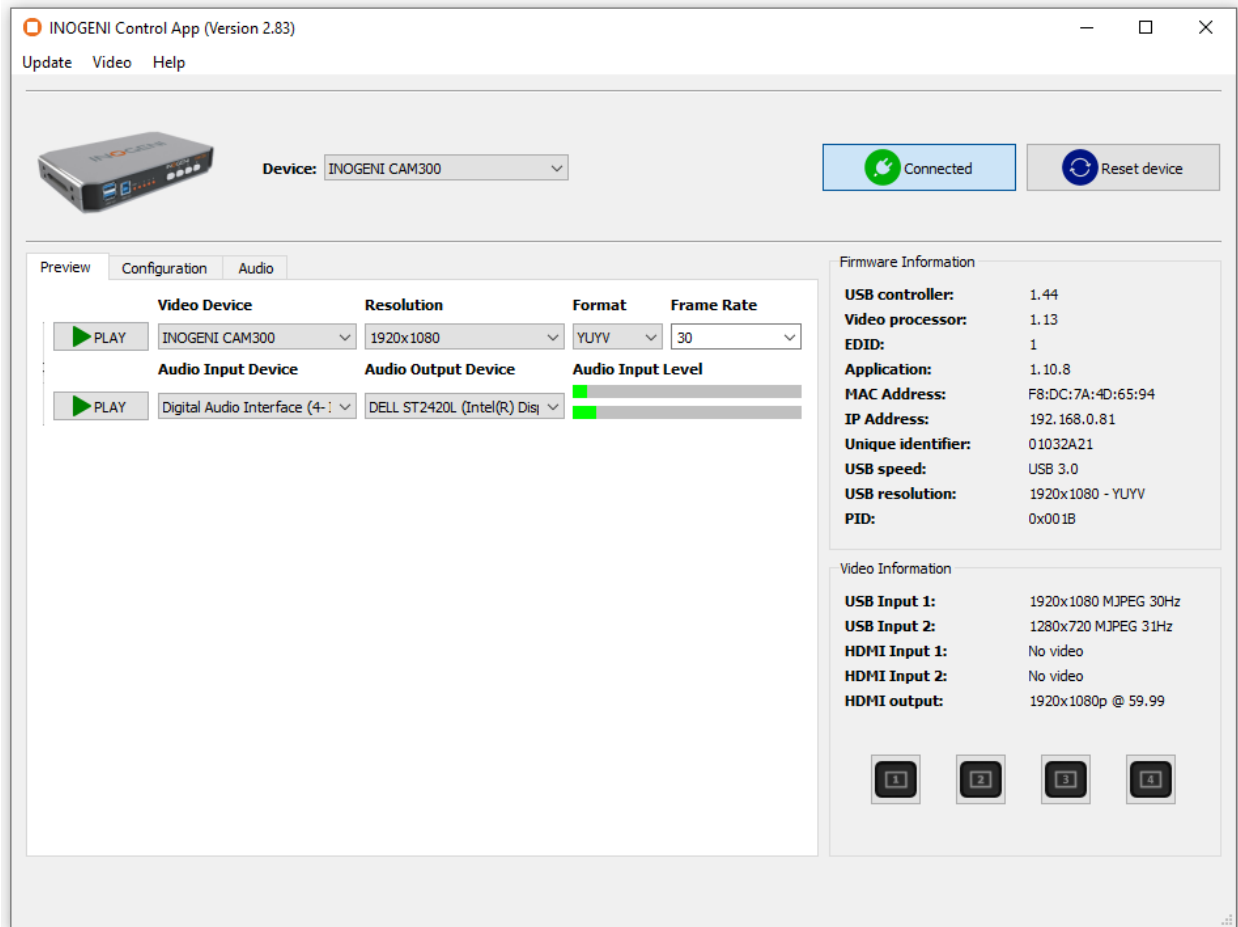 INOGENI Control App (Version 2.83)
Update Video Help
INOGENI
INOGENI
Device: INOGENI CAM300
Connected
Reset device
Preview Configuration Audio
Video Device Resolution Format Frame Rate
PLAY INOGENI CAM300 1920x1080 YUYV 30
Audio Input Device Audio Output Device Audio Input Level
PLAY Digital Audio Interface (4- DELL ST2420L (Intel(R)
Firmware Information
USB controller: 1.44
Video processor: 1.13
EDID: 1
Application: 1.10.8
MAC Address: F8:DC:7A:4D:65:94
IP Address: 192.168.0.81
Unique identifier: 01032A21
USB speed: USB 3.0
USB resolution: 1920x1080 - YUYV
PID: 0x001B
Video Information
USB Input 1: 1920x1080 MJPEG 30Hz
USB Input 2: 1280x720 MJPEG 31Hz
HDMI Input 1: No video
HDMI Input 2: No video
HDMI output: 1920x1080p @ 59.99
1 2 3 4